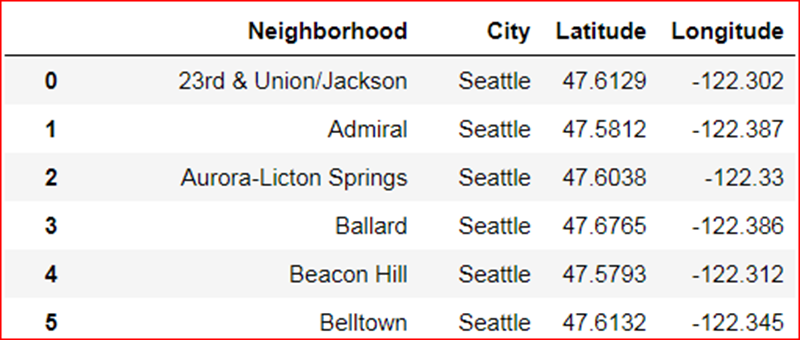 Neighborhood City Latitude Longitude
0 23rd & Union/Jackson Seattle 47.6129 -122.302
1 Admiral Seattle 47.5812 -122.387
2 Aurora-Licton Springs Seattle 47.6038 -122.33
3 Ballard Seattle 47.6765 -122.386
4 Beacon Hill Seattle 47.5793 -122.312
5 Belltown Seattle 47.6132 -122.345